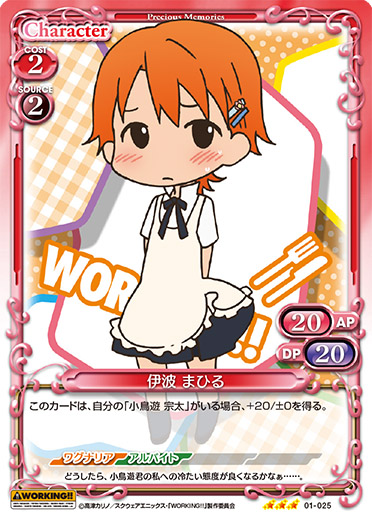 Precious Memories
Character
COST
2
SOURCE
2
WOR
!!
20 AP
DP 20
伊波 まひる
このカードは、自分の「小鳥遊 宗太」がいる場合、+20/±0を得る。
ワグナリア アルバイト
どうしたら、小鳥遊君の私への冷たい態度が良くなるかなぁ……。
WORKING!!
©高津カリノ/スクウェアエニックス・「WORKING!!」製作委員会
01-025